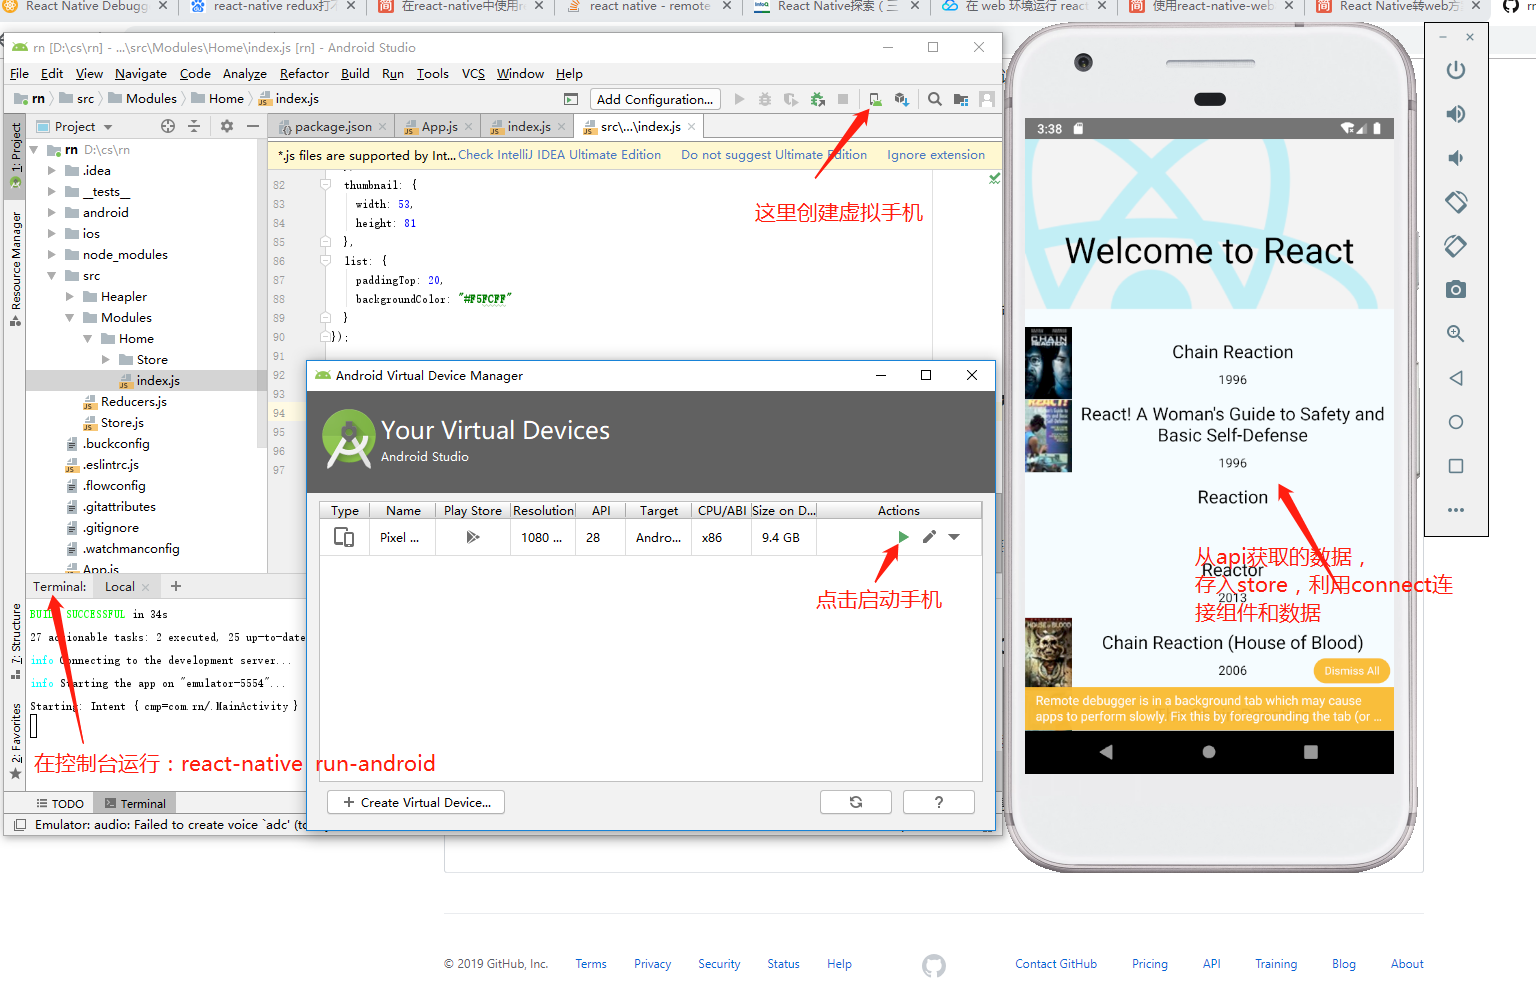 React Native Debugg
react-native redux打
在react-native中使用r
react native - remote
React Native探索（三
在 web 环境运行 react
使用react-native-web
React Native转web方
rn [D:\cs\rn] - ...\src\Modules\Home\index.js [rn] - Android Studio
File Edit View Navigate Code Analyze Refactor Build Run Tools VCS Window Help
rn src Modules Home index.js
Add Configuration...
Project
package.json App.js index.js src\...\index.js
*.js files are supported by Int... Check IntelliJ IDEA Ultimate Edition Do not suggest Ultimate Edition Ignore extension
1: Project
Resource Manager
7: Structure
2: Favorites
rn D:\cs\rn
.idea
__tests__
android
ios
node_modules
src
Heapler
Modules
Home
Store
index.js
Reducers.js
Store.js
.buckconfig
.eslintrc.js
.flowconfig
.gitattributes
.gitignore
.watchmanconfig
App.js
82 thumbnail: {
83 width: 53,
84 height: 81
85 },
86 list: {
87 paddingTop: 20,
88 backgroundColor: "#F5FCFF"
89 }
90 });
91
92
93
94
95
96
97
这里创建虚拟手机
Android Virtual Device Manager
Your Virtual Devices
Android Studio
Type Name Play Store Resolution API Target CPU/ABI Size on D... Actions
Pixel ... 1080 ... 28 Andro... x86 9.4 GB
点击启动手机
+ Create Virtual Device...
?
Terminal: Local +
SUCCESSFUL in 34s
27 actionable tasks: 2 executed, 25 up-to-date
info Connecting to the development server...
info Starting the app on "emulator-5554"...
Starting: Intent { cmp=com.rn/.MainActivity }
在控制台运行：react-native run-android
TODO Terminal
Emulator: audio: Failed to create voice `adc' (to
3:38
Welcome to React
Chain Reaction
1996
React! A Woman's Guide to Safety and
Basic Self-Defense
1996
Reaction
Reactor
2013
从api获取的数据，
存入store，利用connect连
接组件和数据
Chain Reaction (House of Blood)
2006
Dismiss All
Remote debugger is in a background tab which may cause
apps to perform slowly. Fix this by foregrounding the tab (or ...
© 2019 GitHub, Inc. Terms Privacy Security Status Help Contact GitHub Pricing API Training Blog About